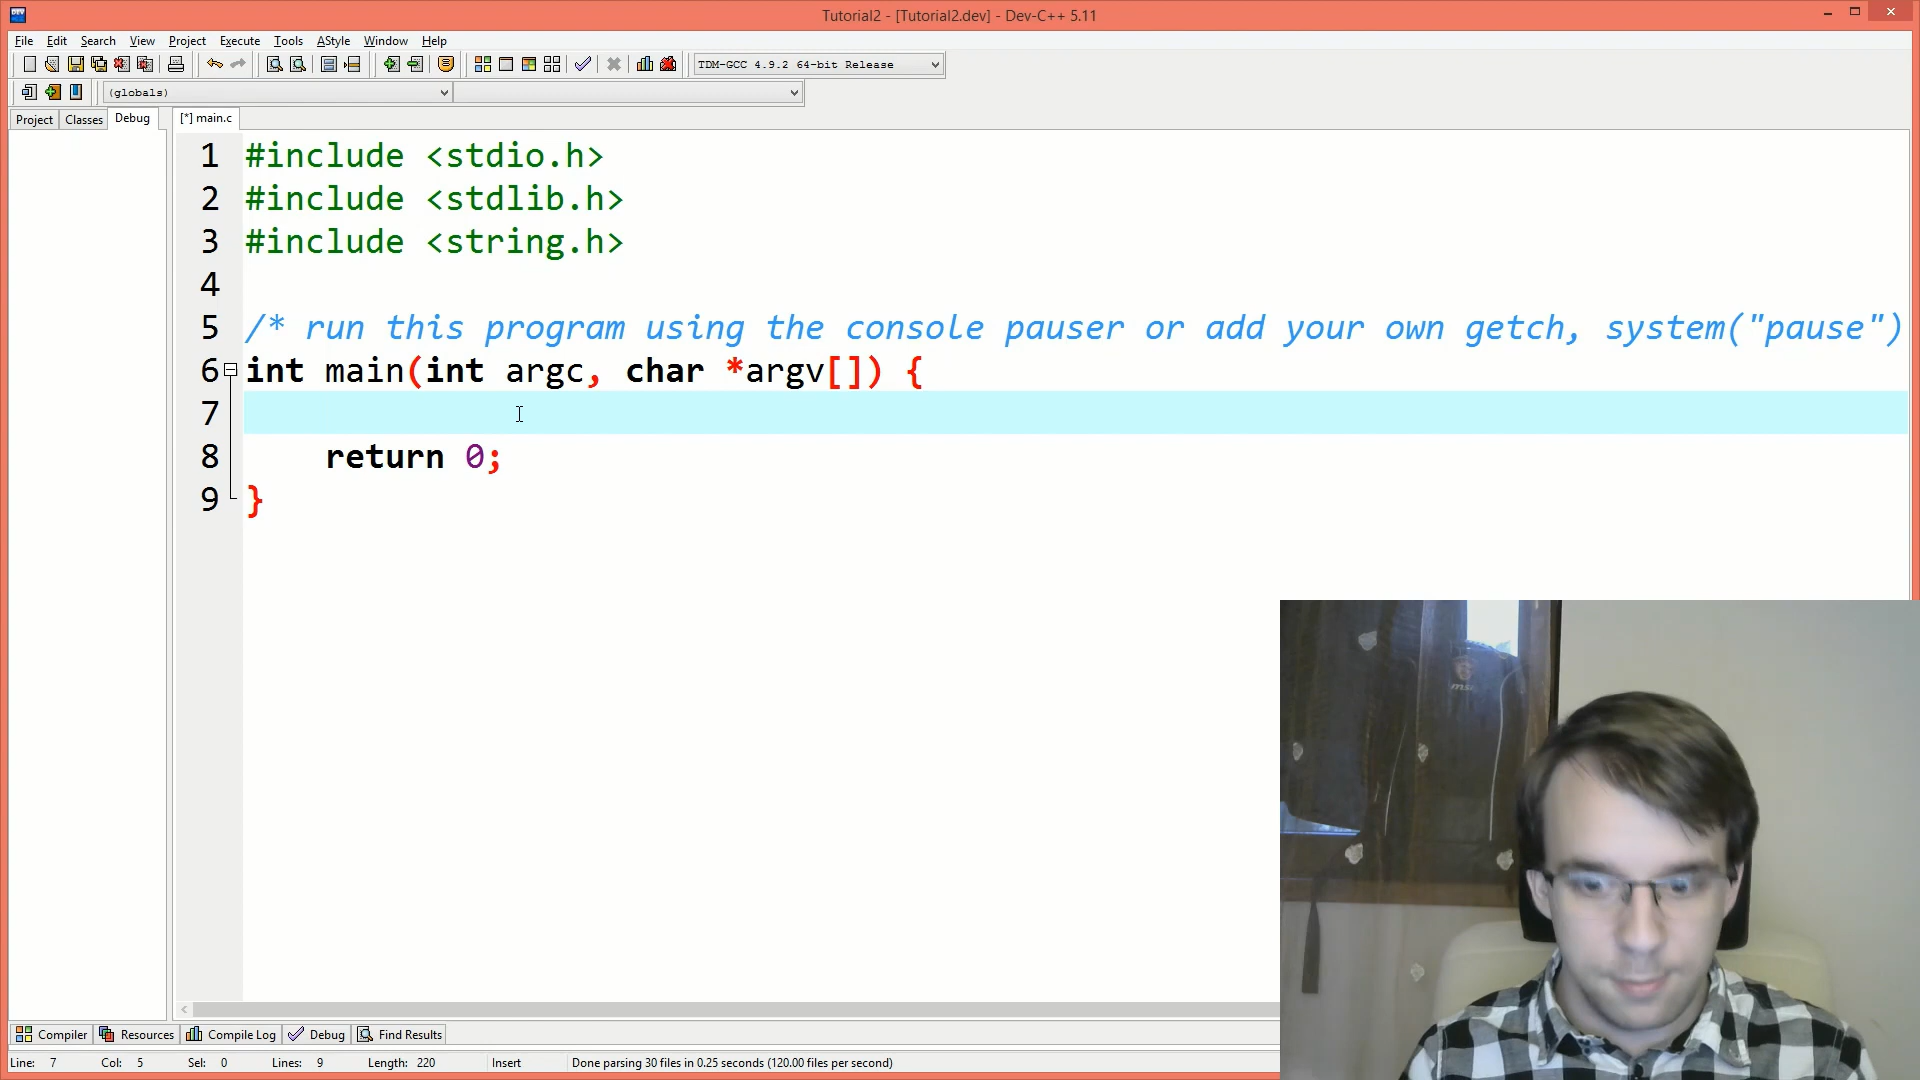 Tutorial2 - [Tutorial2.dev] - Dev-C++ 5.11
File Edit Search View Project Execute Tools AStyle Window Help
TDM-GCC 4.9.2 64-bit Release
(globals)
Project Classes Debug [*] main.c
1 #include <stdio.h>
2 #include <stdlib.h>
3 #include <string.h>
4
5 /* run this program using the console pauser or add your own getch, system("pause")
6 int main(int argc, char *argv[]) {
7
8 return 0;
9 }
msi
Compiler Resources Compile Log Debug Find Results
Line: 7 Col: 5 Sel: 0 Lines: 9 Length: 220 Insert Done parsing 30 files in 0.25 seconds (120.00 files per second)